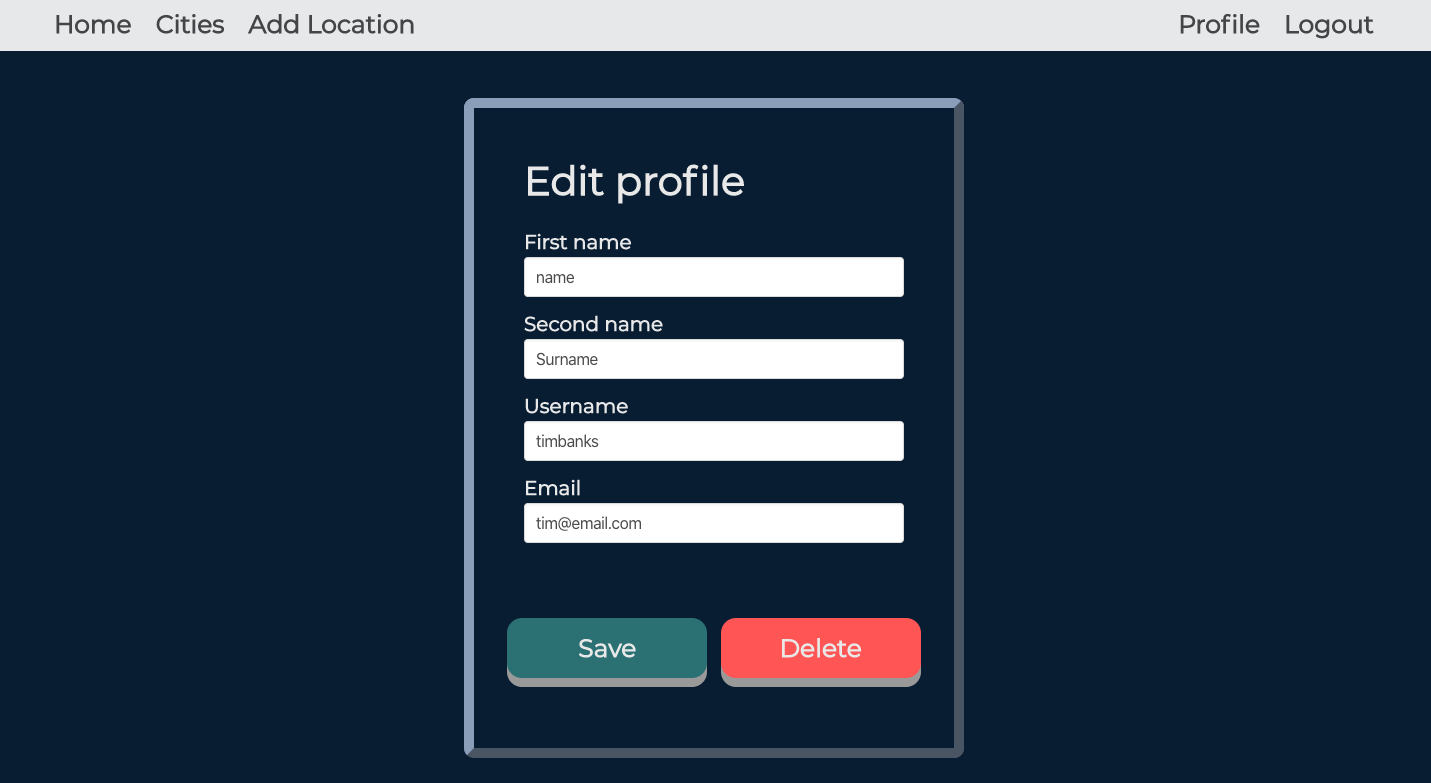 Home Cities Add Location Profile Logout
Edit profile
First name
name
Second name
Surname
Username
timbanks
Email
tim@email.com
Save Delete